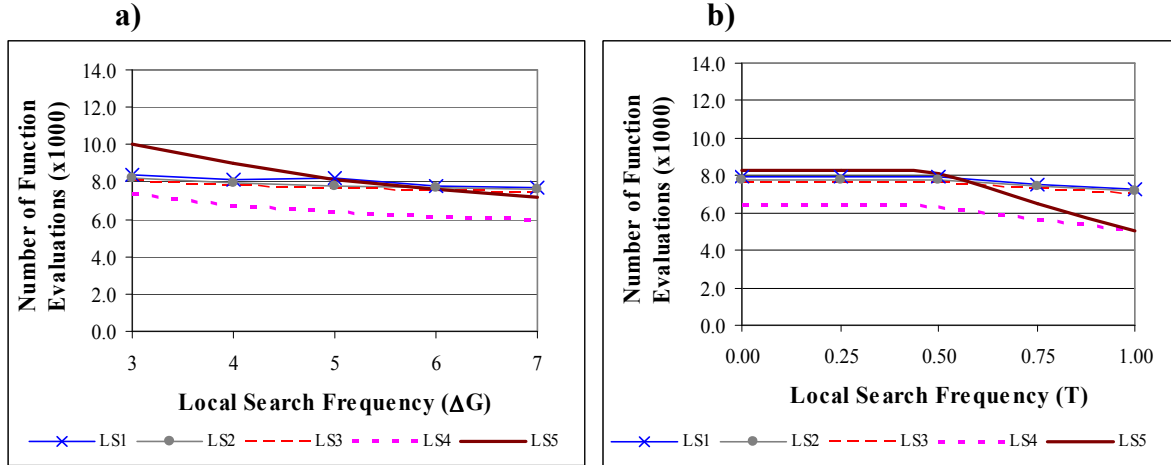 a)
Number of Function
Evaluations (x1000)
14.0
12.0
10.0
8.0
6.0
4.0
2.0
0.0
3 4 5 6 7
Local Search Frequency (ΔG)
LS1 LS2 LS3 LS4 LS5
b)
Number of Function
Evaluations (x1000)
14.0
12.0
10.0
8.0
6.0
4.0
2.0
0.0
0.00 0.25 0.50 0.75 1.00
Local Search Frequency (T)
LS1 LS2 LS3 LS4 LS5